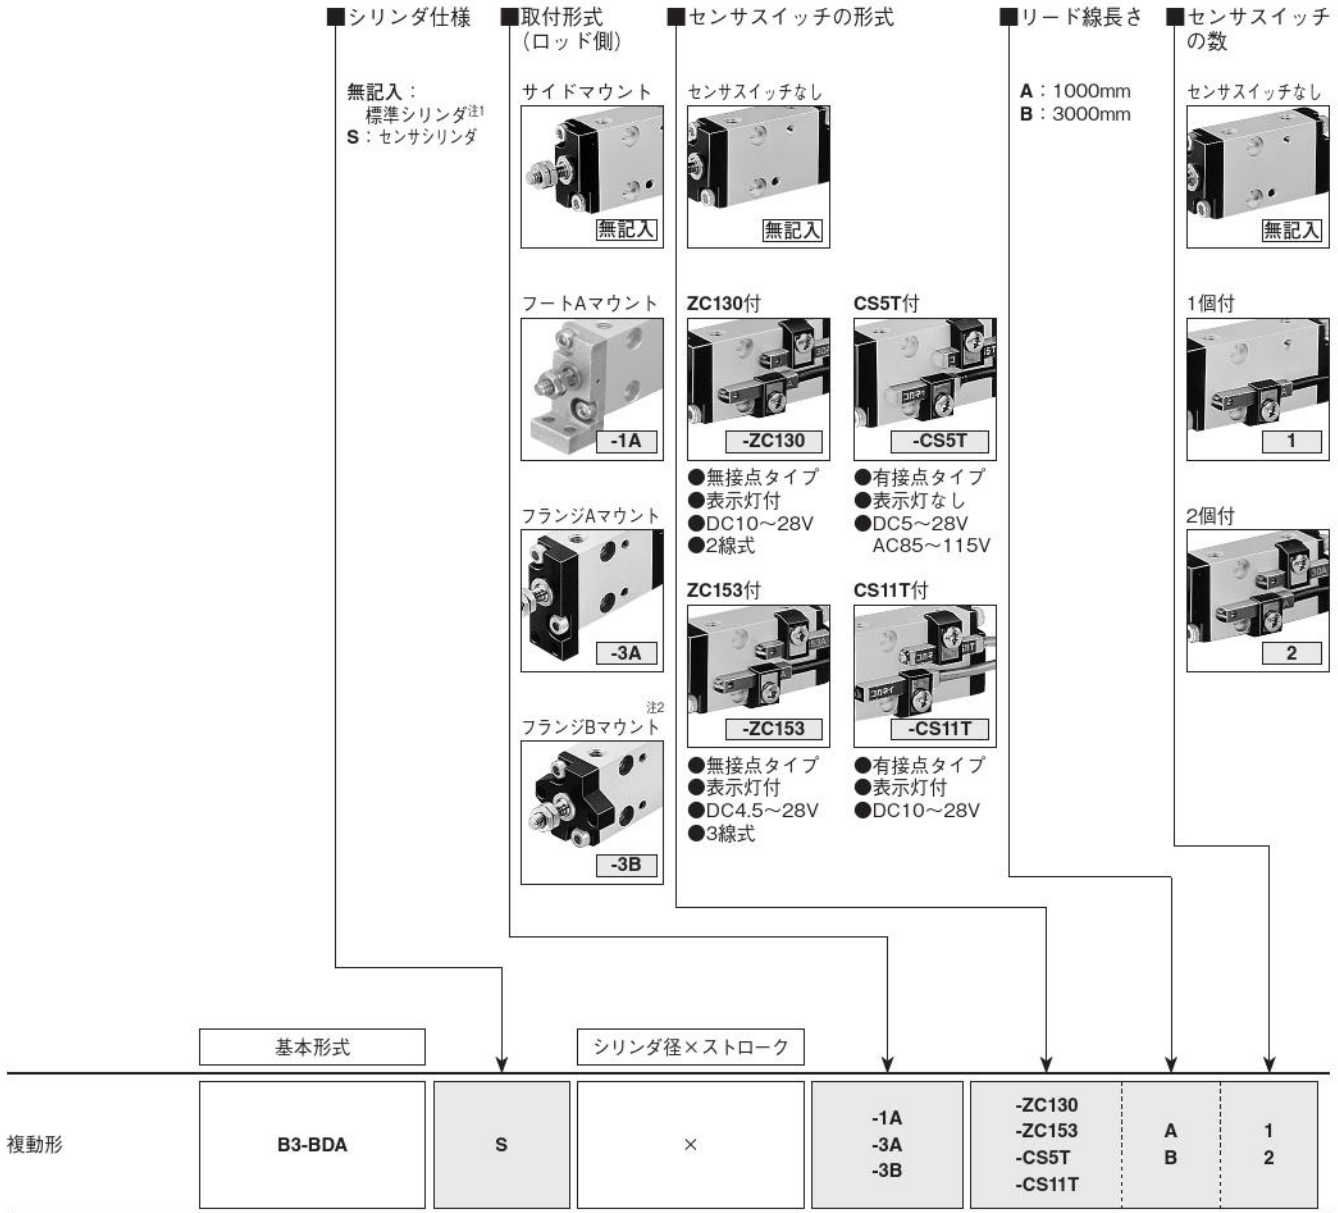 ■シリンダ仕様
無記入：
標準シリンダ注1
S：センサシリンダ
■取付形式
（ロッド側）
サイドマウント
無記入
フートAマウント
-1A
フランジAマウント
-3A
注2
フランジBマウント
-3B
■センサスイッチの形式
センサスイッチなし
無記入
ZC130付
-ZC130
●無接点タイプ
●表示灯付
●DC10～28V
●2線式
CS5T付
-CS5T
●有接点タイプ
●表示灯なし
●DC5～28V
AC85～115V
ZC153付
-ZC153
●無接点タイプ
●表示灯付
●DC4.5～28V
●3線式
CS11T付
-CS11T
●有接点タイプ
●表示灯付
●DC10～28V
■リード線長さ
A：1000mm
B：3000mm
■センサスイッチ
の数
センサスイッチなし
無記入
1個付
1
2個付
2
基本形式
シリンダ径×ストローク
複動形
B3-BDA
S
×
-1A
-3A
-3B
-ZC130
-ZC153
-CS5T
-CS11T
A
B
1
2